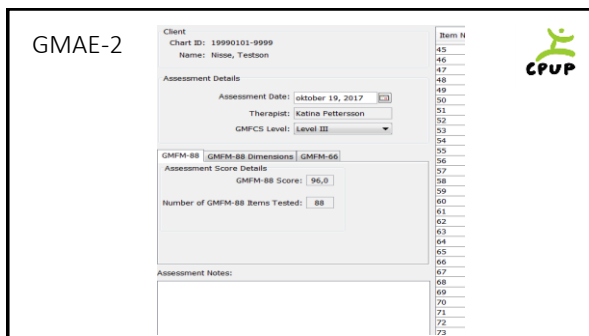 GMAE-2
Client
Chart ID: 19990101-9999
Name: Nisse, Testson
Assessment Details
Assessment Date: oktober 19, 2017
Therapist: Katina Pettersson
GMFCS Level: Level III
GMFM-88 GMFM-88 Dimensions GMFM-66
Assessment Score Details
GMFM-88 Score: 96,0
Number of GMFM-88 Items Tested: 88
Assessment Notes:
Item N
45
46
47
48
49
50
51
52
53
54
55
56
57
58
59
60
61
62
63
64
65
66
67
68
69
70
71
72
73
CPUP